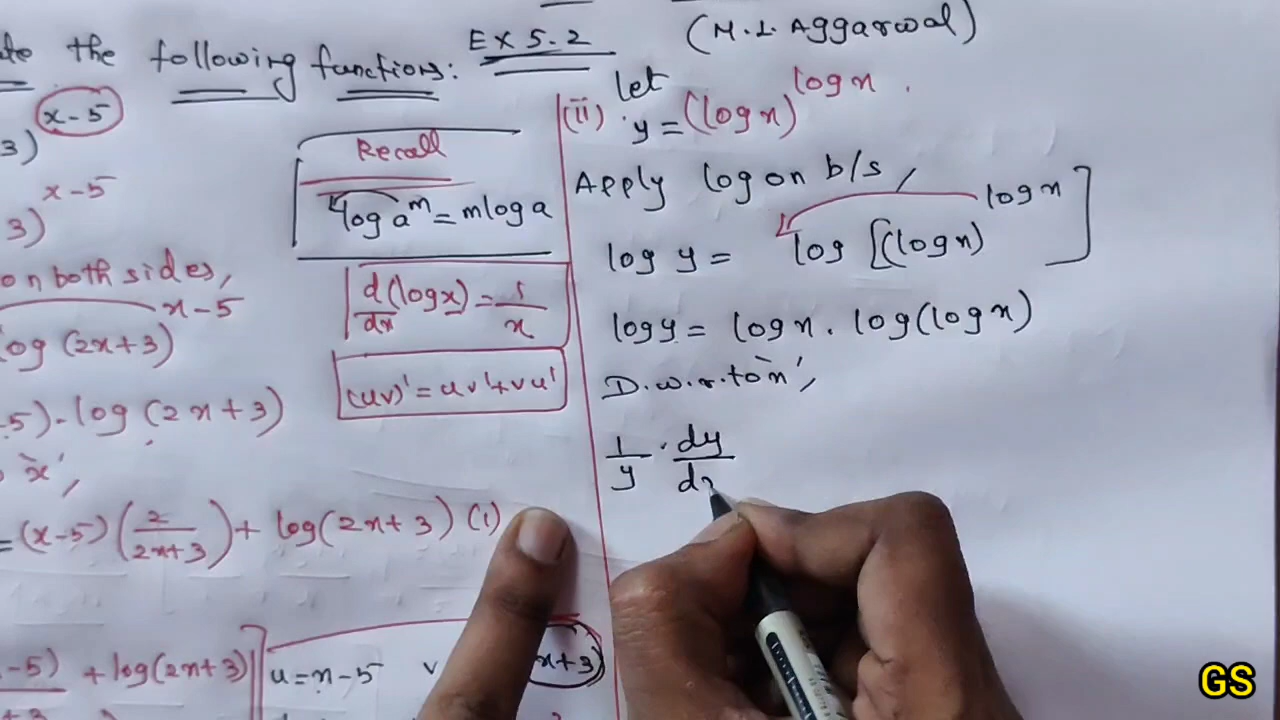 the following functions: EX 5.2 (M.L. Aggarwal)
x-5
3)
x-5
3)
on both sides,
x-5
log (2x+3)
-5).log (2x+3)
x',
=(x-5)(2/(2x+3))+ log(2x+3)(1)
-5) + log(2x+3)
Recall
log a^m = m log a
d/dx (log x) = 1/x
(uv)' = uv'+vu'
u=x-5 v x+3)
let
(ii) y = (log x)^log x.
Apply log on b/s,
log y = log [(log x)^log x]
log y = log x. log(log x)
D.w.r.to 'x',
1/y . dy/dx
GS